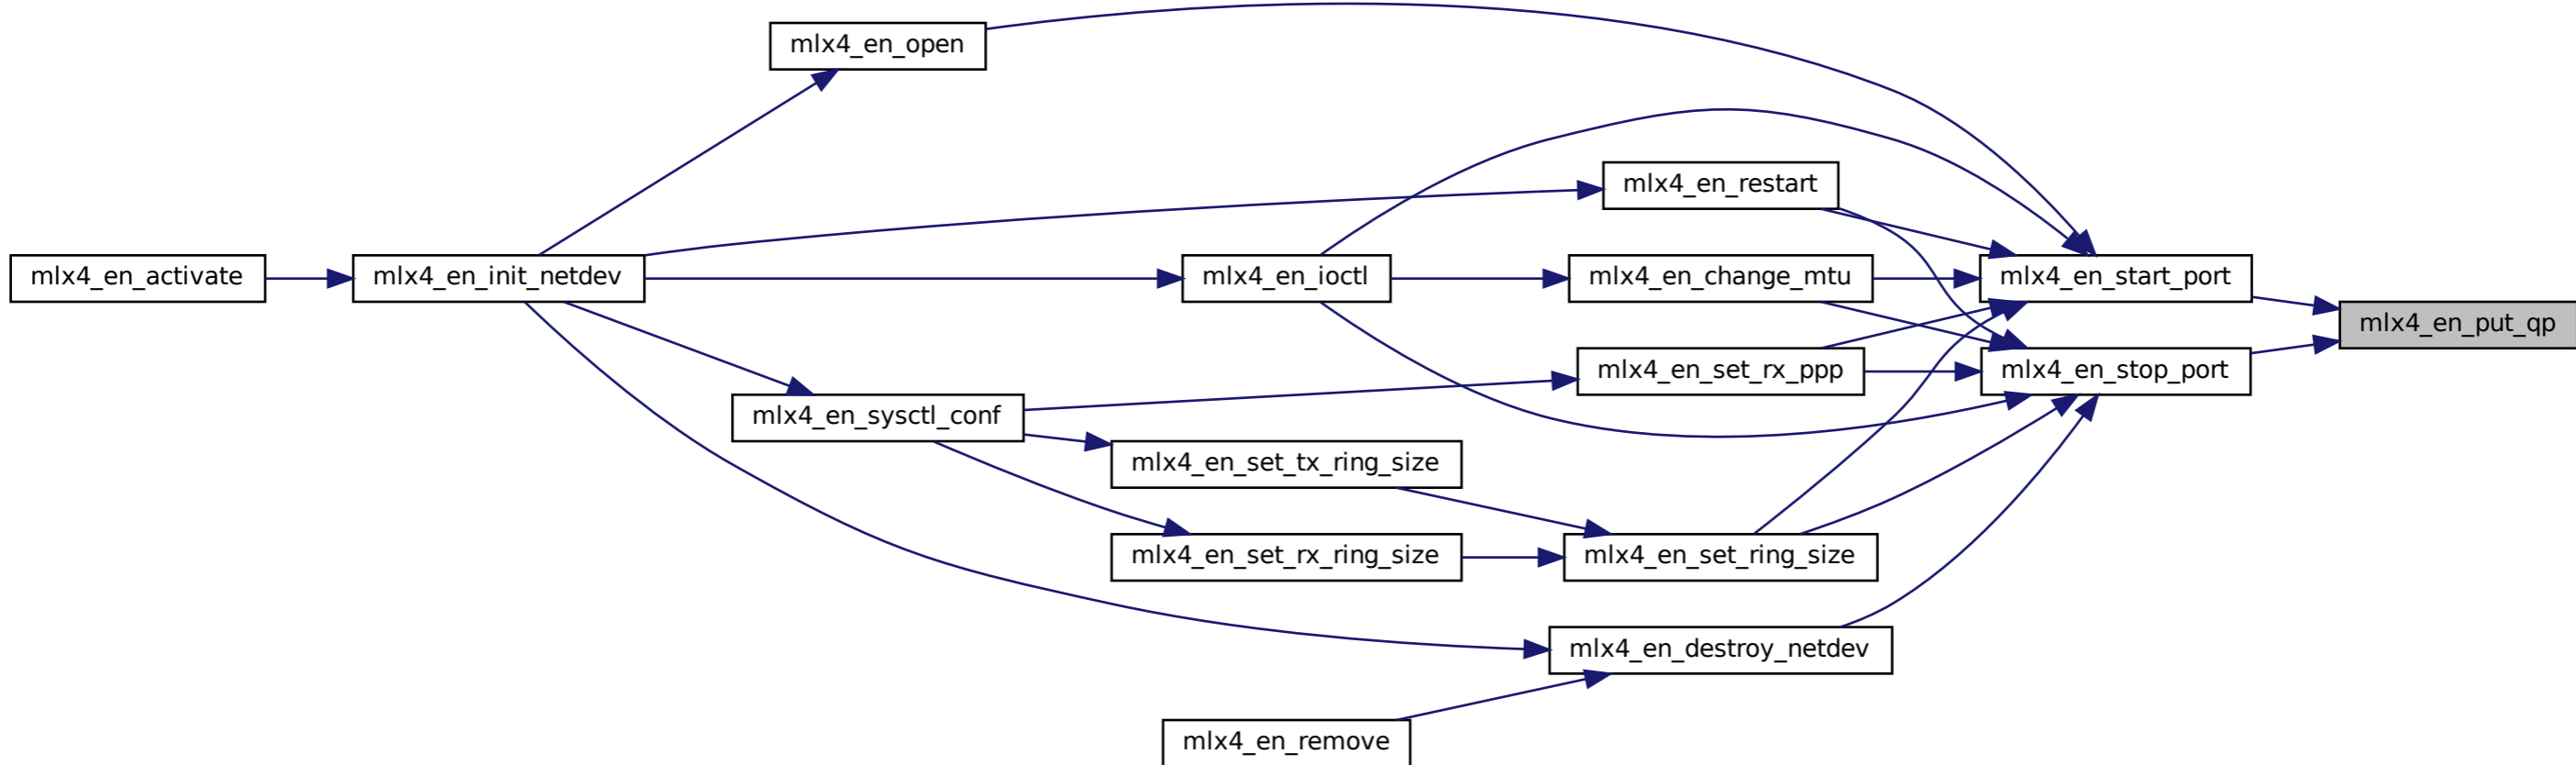 mlx4_en_open
mlx4_en_restart
mlx4_en_activate
mlx4_en_init_netdev
mlx4_en_ioctl
mlx4_en_change_mtu
mlx4_en_start_port
mlx4_en_put_qp
mlx4_en_set_rx_ppp
mlx4_en_stop_port
mlx4_en_sysctl_conf
mlx4_en_set_tx_ring_size
mlx4_en_set_rx_ring_size
mlx4_en_set_ring_size
mlx4_en_destroy_netdev
mlx4_en_remove